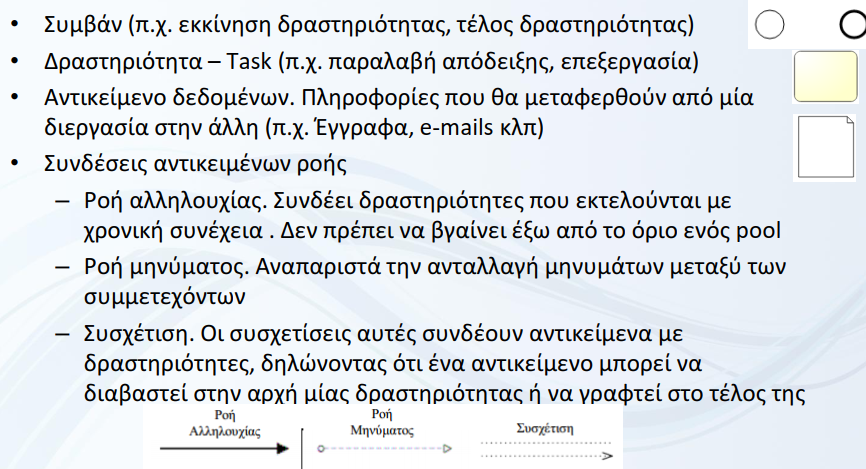 • Συμβάν (π.χ. εκκίνηση δραστηριότητας, τέλος δραστηριότητας)
• Δραστηριότητα – Task (π.χ. παραλαβή απόδειξης, επεξεργασία)
• Αντικείμενο δεδομένων. Πληροφορίες που θα μεταφερθούν από μία
διεργασία στην άλλη (π.χ. Έγγραφα, e-mails κλπ)
• Συνδέσεις αντικειμένων ροής
– Ροή αλληλουχίας. Συνδέει δραστηριότητες που εκτελούνται με
χρονική συνέχεια . Δεν πρέπει να βγαίνει έξω από το όριο ενός pool
– Ροή μηνύματος. Αναπαριστά την ανταλλαγή μηνυμάτων μεταξύ των
συμμετεχόντων
– Συσχέτιση. Οι συσχετίσεις αυτές συνδέουν αντικείμενα με
δραστηριότητες, δηλώνοντας ότι ένα αντικείμενο μπορεί να
διαβαστεί στην αρχή μίας δραστηριότητας ή να γραφτεί στο τέλος της
Ροή
Αλληλουχίας
Ροή
Μηνύματος
Συσχέτιση